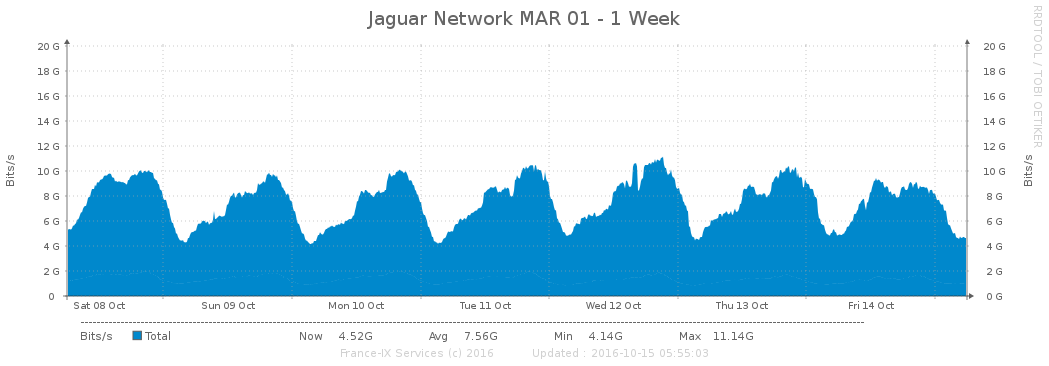 Jaguar Network MAR 01 - 1 Week
RRDTOOL / TOBI OETIKER
Bits/s
20 G 20 G
18 G 18 G
16 G 16 G
14 G 14 G
12 G 12 G
10 G 10 G
8 G 8 G
6 G 6 G
4 G 4 G
2 G 2 G
0 0 G
Bits/s
Sat 08 Oct Sun 09 Oct Mon 10 Oct Tue 11 Oct Wed 12 Oct Thu 13 Oct Fri 14 Oct
Bits/s Total Now 4.52G Avg 7.56G Min 4.14G Max 11.14G
France-IX Services (c) 2016 Updated : 2016-10-15 05:55:03